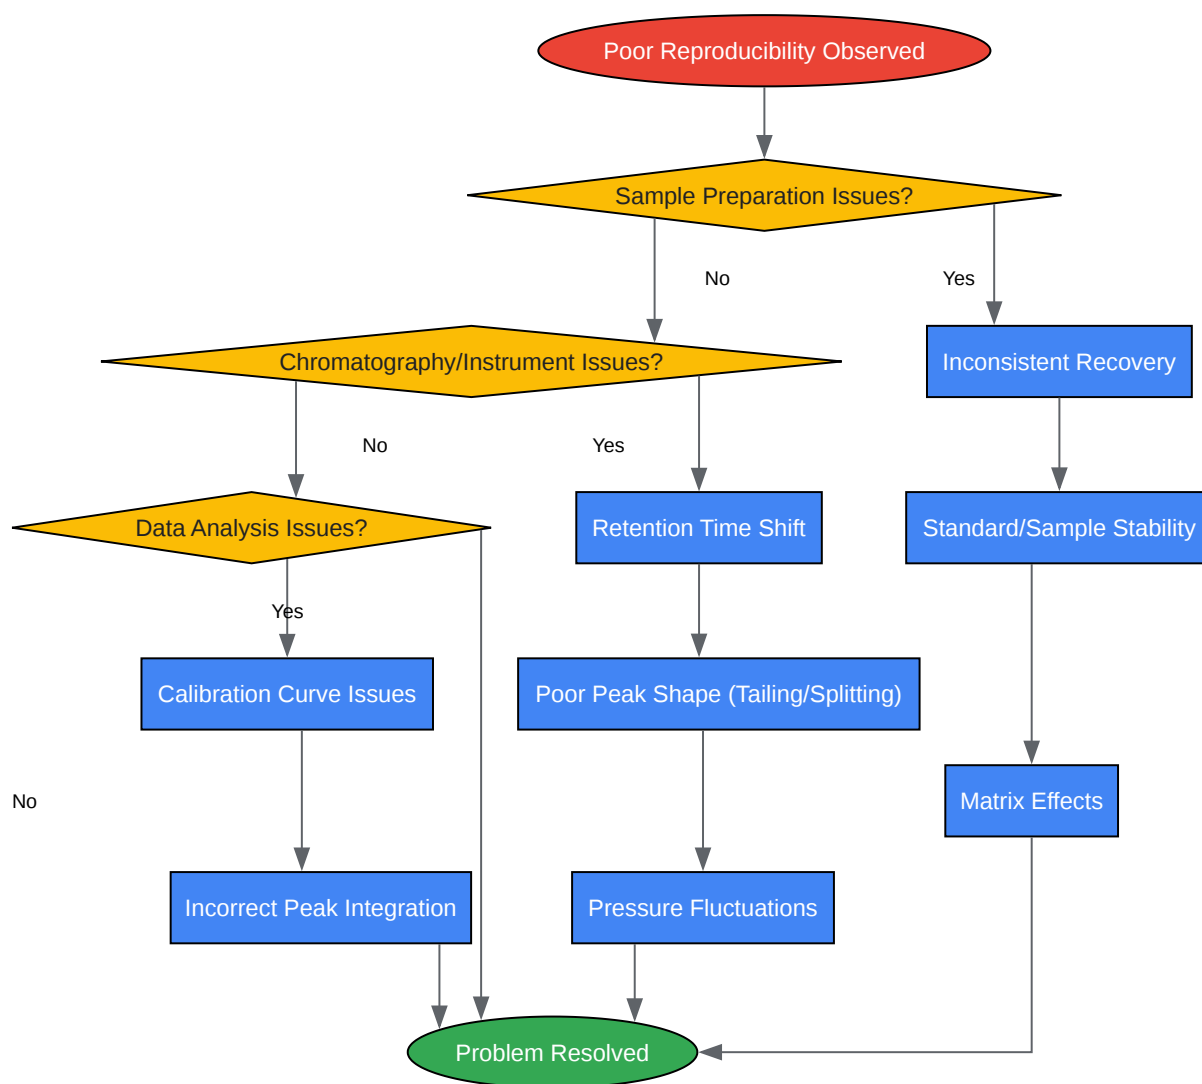 Poor Reproducibility Observed
Sample Preparation Issues?
No
Yes
Chromatography/Instrument Issues?
Inconsistent Recovery
No
Yes
Data Analysis Issues?
Retention Time Shift
Standard/Sample Stability
Yes
Calibration Curve Issues
Poor Peak Shape (Tailing/Splitting)
No
Matrix Effects
Incorrect Peak Integration
Pressure Fluctuations
Problem Resolved